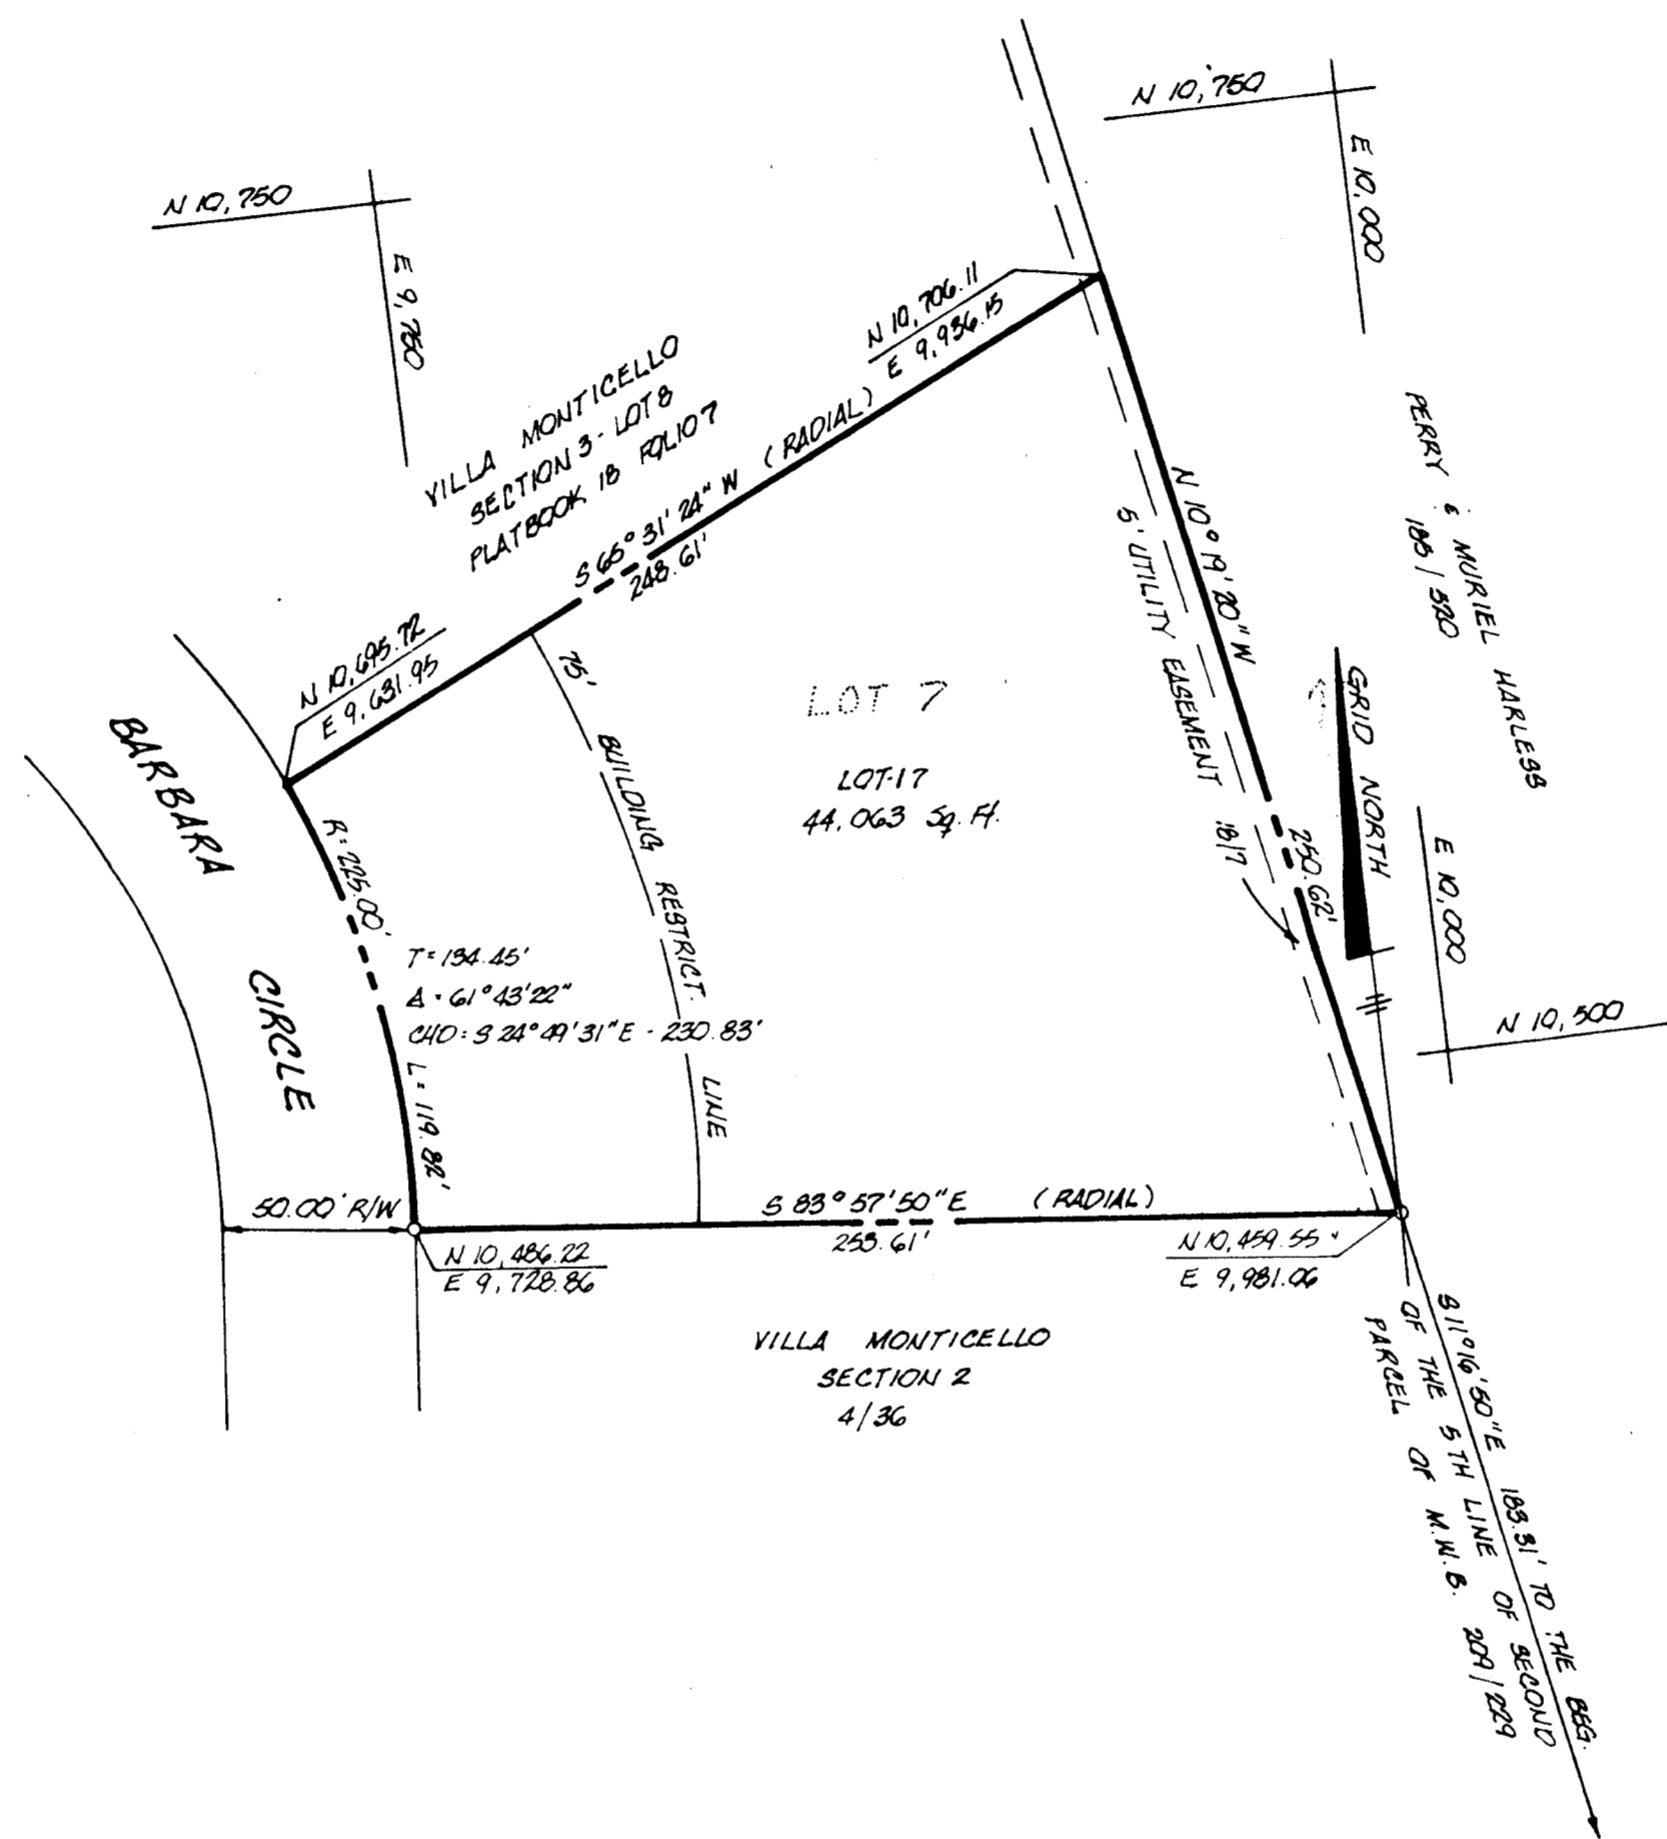 N 10,750
E 10,000
N 10,750
E 9,750
N 10,706.11
E 9,936.15
VILLA MONTICELLO
SECTION 3 - LOT 8
PLATBOOK 18 FOLIO 7
S 65° 31' 24" W (RADIAL)
248.61'
PERRY & MURIEL HARLESS
183 / 520
N 10° 19' 20" W
250.62'
5' UTILITY EASEMENT 18/7
N 10,695.72
E 9,631.95
75' BUILDING RESTRICT. LINE
LOT 7
LOT-17
44,063 Sq. Ft.
GRID NORTH
E 10,000
N 10,500
BARBARA CIRCLE
R = 225.00'
L = 119.82'
T = 134.45'
Δ = 61° 43' 22"
CHD: S 24° 49' 31" E - 230.83'
50.00' R/W
S 83° 57' 50" E (RADIAL)
253.61'
N 10,486.22
E 9,728.86
N 10,459.55
E 9,981.06
VILLA MONTICELLO
SECTION 2
4/36
S 11° 16' 50" E 183.31' TO THE BEG.
OF THE 5TH LINE OF SECOND
PARCEL OF M.W.B. 209/229